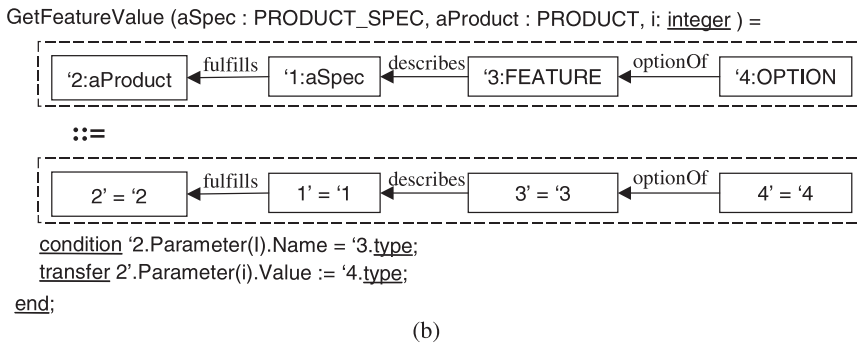 GetFeatureValue (aSpec : PRODUCT_SPEC, aProduct : PRODUCT, i: integer ) =
‘2:aProduct fulfills ‘1:aSpec describes ‘3:FEATURE optionOf ‘4:OPTION
::=
2’ = ‘2 fulfills 1’ = ‘1 describes 3’ = ‘3 optionOf 4’ = ‘4
condition ‘2.Parameter(I).Name = ‘3.type;
transfer 2’.Parameter(i).Value := ‘4.type;
end;
(b)